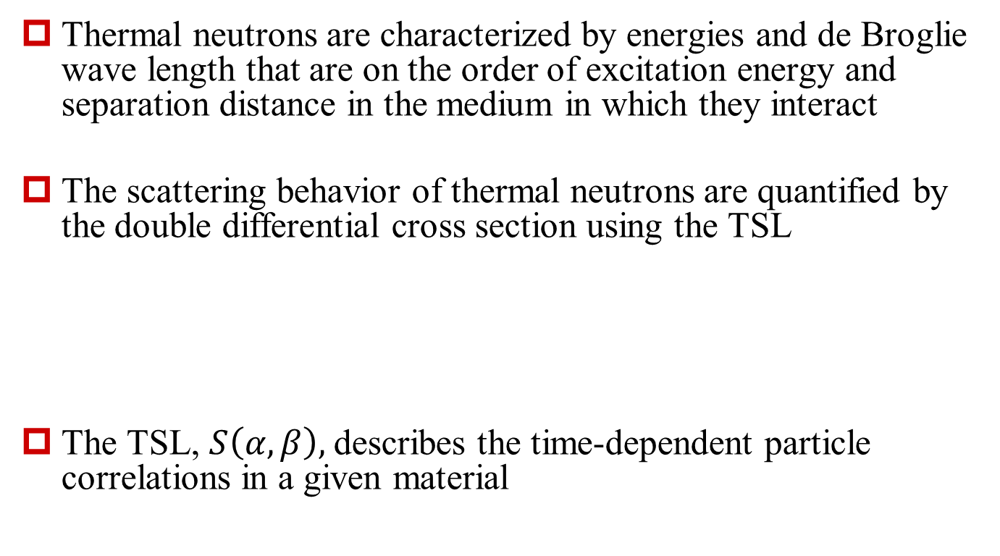 Thermal neutrons are characterized by energies and de Broglie
wave length that are on the order of excitation energy and
separation distance in the medium in which they interact
The scattering behavior of thermal neutrons are quantified by
the double differential cross section using the TSL
The TSL, 𝑆(𝛼, 𝛽), describes the time-dependent particle
correlations in a given material